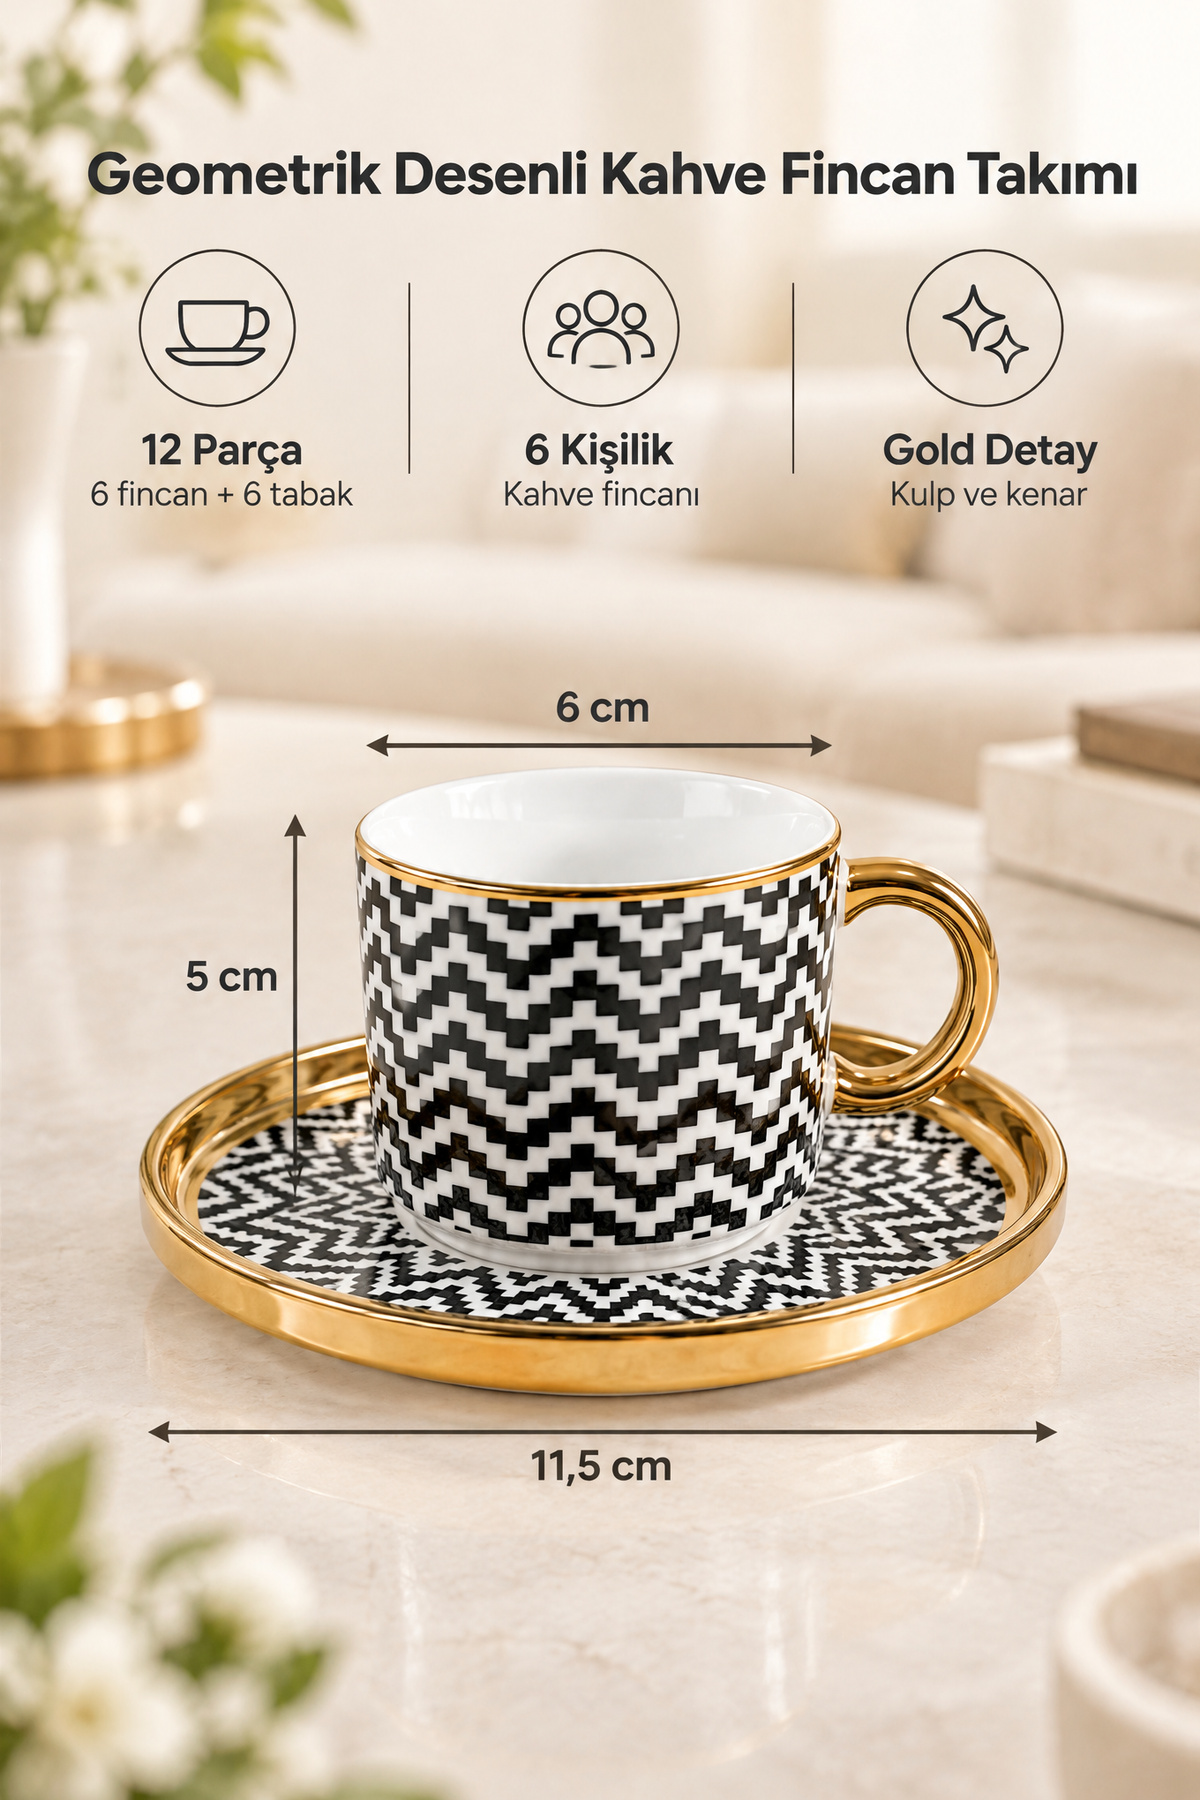 Geometrik Desenli Kahve Fincan Takımı
12 Parça
6 fincan + 6 tabak
6 Kişilik
Kahve fincanı
Gold Detay
Kulp ve kenar
6 cm
5 cm
11,5 cm